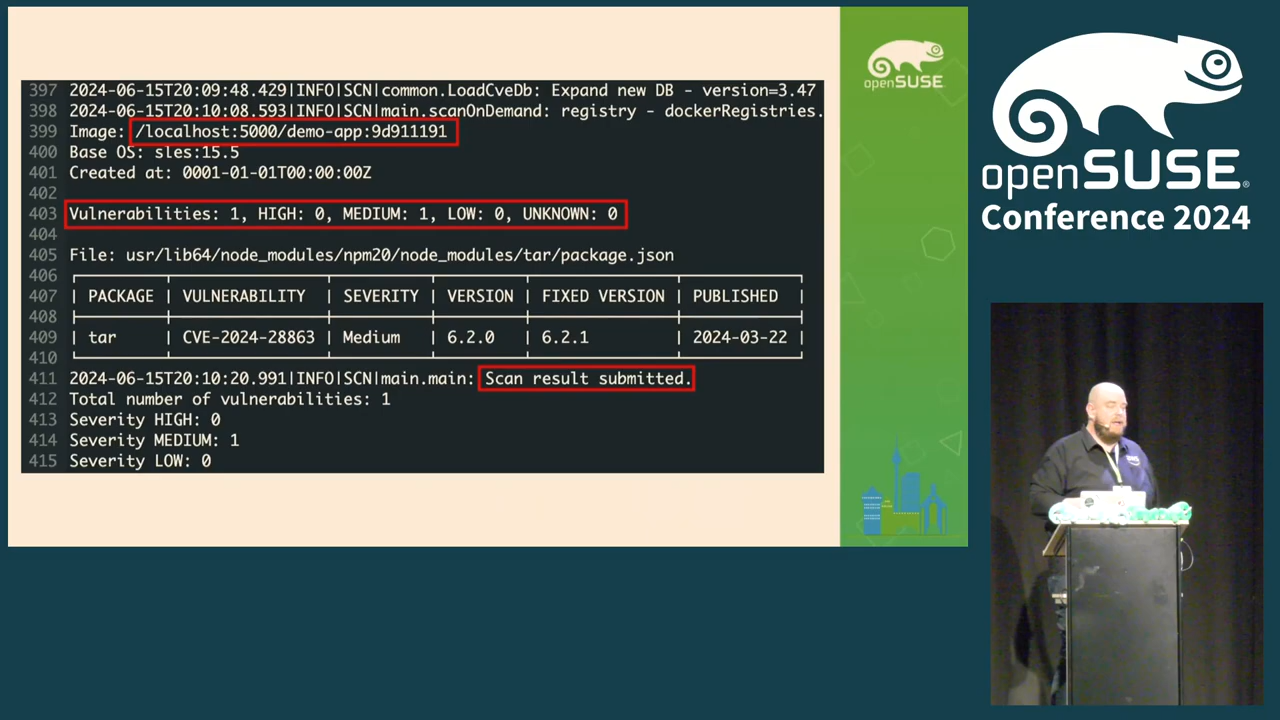 397 2024-06-15T20:09:48.429|INFO|SCN|common.LoadCveDb: Expand new DB - version=3.47
398 2024-06-15T20:10:08.593|INFO|SCN|main.scanOnDemand: registry - dockerRegistries.
399 Image: /localhost:5000/demo-app:9d911191
400 Base OS: sles:15.5
401 Created at: 0001-01-01T00:00:00Z
402
403 Vulnerabilities: 1, HIGH: 0, MEDIUM: 1, LOW: 0, UNKNOWN: 0
404
405 File: usr/lib64/node_modules/npm20/node_modules/tar/package.json
406
407 | PACKAGE | VULNERABILITY | SEVERITY | VERSION | FIXED VERSION | PUBLISHED |
408
409 | tar | CVE-2024-28863 | Medium | 6.2.0 | 6.2.1 | 2024-03-22 |
410
411 2024-06-15T20:10:20.991|INFO|SCN|main.main: Scan result submitted.
412 Total number of vulnerabilities: 1
413 Severity HIGH: 0
414 Severity MEDIUM: 1
415 Severity LOW: 0
openSUSE
openSUSE®
Conference 2024